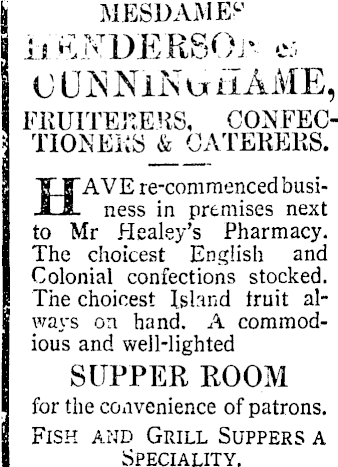 MESDAMES
HENDERSON &
CUNNINGHAME,
FRUITERERS, CONFEC-
TIONERS & CATERERS.
HAVE re-commenced busi-
ness in premises next
to Mr Healey's Pharmacy.
The choicest English and
Colonial confections stocked.
The choicest Island fruit al-
ways on hand. A commod-
ious and well-lighted
SUPPER ROOM
for the convenience of patrons.
FISH AND GRILL SUPPERS A
SPECIALITY.